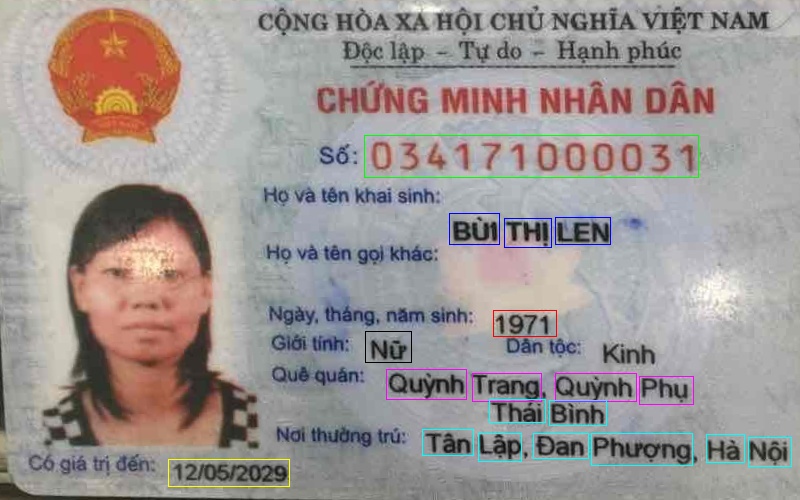 CỘNG HÒA XA HỘI CHỦ NGHĨA VIỆT NAM
Độc lập - Tự do - Hạnh phúc
CHỨNG MINH NHÂN DÂN
Số: 034171000031
Họ và tên khai sinh:
BÙI THỊ LEN
Họ và tên gọi khác:
Ngày, tháng, năm sinh: 1971
Giới tính: Nữ Dân tộc: Kinh
Quê quán: Quỳnh Trang, Quỳnh Phụ
Thái Bình
Nơi thường trú: Tân Lập, Đan Phượng, Hà Nội
Có giá trị đến: 12/05/2029